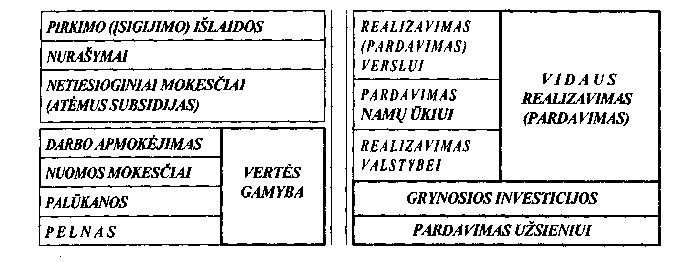 PIRKIMO (ĮSIGIJIMO) IŠLAIDOS
NURAŠYMAI
NETIESIOGINIAI MOKESČIAI
(ATĖMUS SUBSIDIJAS)
DARBO APMOKĖJIMAS
NUOMOS MOKESČIAI
PALŪKANOS
PELNAS
VERTĖS
GAMYBA
REALIZAVIMAS
(PARDAVIMAS)
VERSLUI
PARDAVIMAS
NAMŲ ŪKIUI
REALIZAVIMAS
VALSTYBEI
VIDAUS
REALIZAVIMAS
(PARDAVIMAS)
GRYNOSIOS INVESTICIJOS
PARDAVIMAS UŽSIENIUI